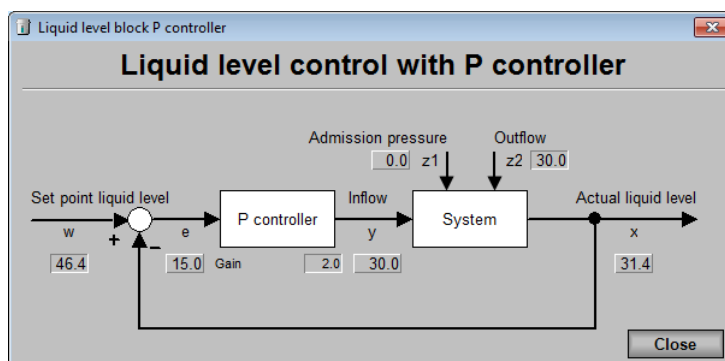 Liquid level block P controller
Liquid level control with P controller
Admission pressure Outflow
0.0 z1 z2 30.0
Set point liquid level Inflow Actual liquid level
P controller System
w e y x
+ −
46.4 15.0 Gain 2.0 30.0 31.4
Close